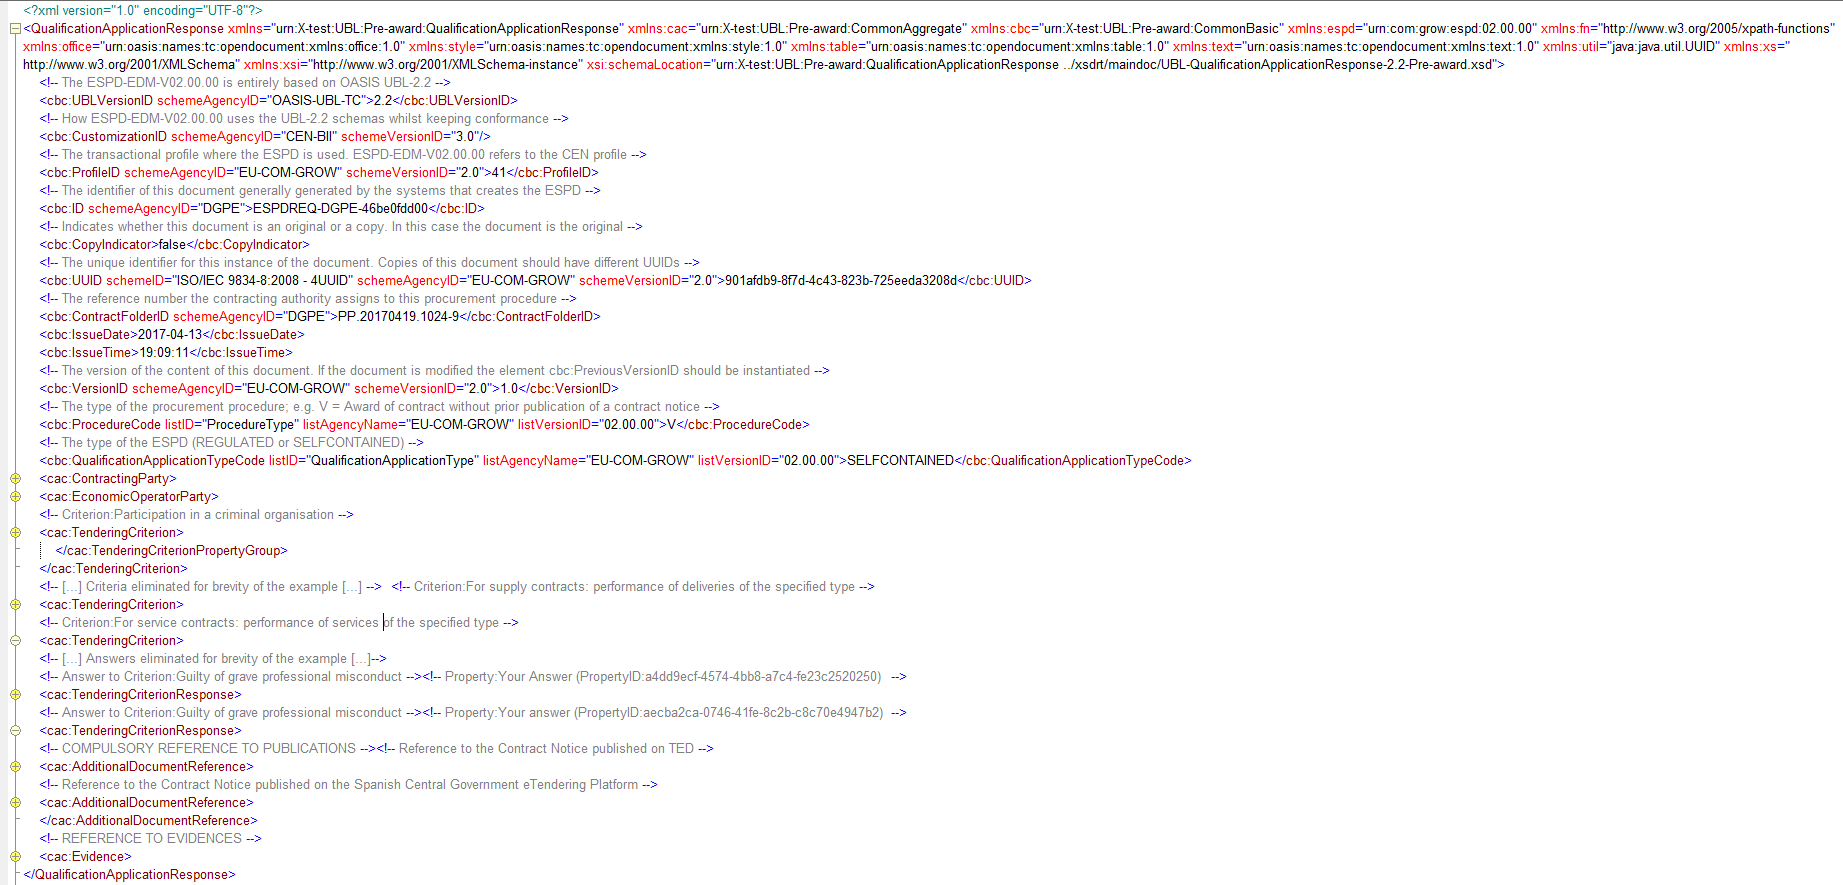 <?xml version="1.0" encoding="UTF-8"?>
<QualificationApplicationResponse xmlns="urn:X-test:UBL:Pre-award:QualificationApplicationResponse" xmlns:cac="urn:X-test:UBL:Pre-award:CommonAggregate" xmlns:cbc="urn:X-test:UBL:Pre-award:CommonBasic" xmlns:espd="urn:com:grow:espd:02.00.00" xmlns:fn="http://www.w3.org/2005/xpath-functions"
xmlns:office="urn:oasis:names:tc:opendocument:xmlns:office:1.0" xmlns:style="urn:oasis:names:tc:opendocument:xmlns:style:1.0" xmlns:table="urn:oasis:names:tc:opendocument:xmlns:table:1.0" xmlns:text="urn:oasis:names:tc:opendocument:xmlns:text:1.0" xmlns:util="java:java.util.UUID" xmlns:xs="
http://www.w3.org/2001/XMLSchema" xmlns:xsi="http://www.w3.org/2001/XMLSchema-instance" xsi:schemaLocation="urn:X-test:UBL:Pre-award:QualificationApplicationResponse ../xsdrt/maindoc/UBL-QualificationApplicationResponse-2.2-Pre-award.xsd">
<!-- The ESPD-EDM-V02.00.00 is entirely based on OASIS UBL-2.2 -->
<cbc:UBLVersionID schemeAgencyID="OASIS-UBL-TC">2.2</cbc:UBLVersionID>
<!-- How ESPD-EDM-V02.00.00 uses the UBL-2.2 schemas whilst keeping conformance -->
<cbc:CustomizationID schemeAgencyID="CEN-BII" schemeVersionID="3.0"/>
<!-- The transactional profile where the ESPD is used. ESPD-EDM-V02.00.00 refers to the CEN profile -->
<cbc:ProfileID schemeAgencyID="EU-COM-GROW" schemeVersionID="2.0">41</cbc:ProfileID>
<!-- The identifier of this document generally generated by the systems that creates the ESPD -->
<cbc:ID schemeAgencyID="DGPE">ESPDREQ-DGPE-46be0fdd00</cbc:ID>
<!-- Indicates whether this document is an original or a copy. In this case the document is the original -->
<cbc:CopyIndicator>false</cbc:CopyIndicator>
<!-- The unique identifier for this instance of the document. Copies of this document should have different UUIDs -->
<cbc:UUID schemeID="ISO/IEC 9834-8:2008 - 4UUID" schemeAgencyID="EU-COM-GROW" schemeVersionID="2.0">901afdb9-8f7d-4c43-823b-725eeda3208d</cbc:UUID>
<!-- The reference number the contracting authority assigns to this procurement procedure -->
<cbc:ContractFolderID schemeAgencyID="DGPE">PP.20170419.1024-9</cbc:ContractFolderID>
<cbc:IssueDate>2017-04-13</cbc:IssueDate>
<cbc:IssueTime>19:09:11</cbc:IssueTime>
<!-- The version of the content of this document. If the document is modified the element cbc:PreviousVersionID should be instantiated -->
<cbc:VersionID schemeAgencyID="EU-COM-GROW" schemeVersionID="2.0">1.0</cbc:VersionID>
<!-- The type of the procurement procedure; e.g. V = Award of contract without prior publication of a contract notice -->
<cbc:ProcedureCode listID="ProcedureType" listAgencyName="EU-COM-GROW" listVersionID="02.00.00">V</cbc:ProcedureCode>
<!-- The type of the ESPD (REGULATED or SELFCONTAINED) -->
<cbc:QualificationApplicationTypeCode listID="QualificationApplicationType" listAgencyName="EU-COM-GROW" listVersionID="02.00.00">SELFCONTAINED</cbc:QualificationApplicationTypeCode>
<cac:ContractingParty>
<cac:EconomicOperatorParty>
<!-- Criterion:Participation in a criminal organisation -->
<cac:TenderingCriterion>
</cac:TenderingCriterionPropertyGroup>
</cac:TenderingCriterion>
<!-- [...] Criteria eliminated for brevity of the example [...] --> <!-- Criterion:For supply contracts: performance of deliveries of the specified type -->
<cac:TenderingCriterion>
<!-- Criterion:For service contracts: performance of services of the specified type -->
<cac:TenderingCriterion>
<!-- [...] Answers eliminated for brevity of the example [...]-->
<!-- Answer to Criterion:Guilty of grave professional misconduct --><!-- Property:Your Answer (PropertyID:a4dd9ecf-4574-4bb8-a7c4-fe23c2520250) -->
<cac:TenderingCriterionResponse>
<!-- Answer to Criterion:Guilty of grave professional misconduct --><!-- Property:Your answer (PropertyID:aecba2ca-0746-41fe-8c2b-c8c70e4947b2) -->
<cac:TenderingCriterionResponse>
<!-- COMPULSORY REFERENCE TO PUBLICATIONS --><!-- Reference to the Contract Notice published on TED -->
<cac:AdditionalDocumentReference>
<!-- Reference to the Contract Notice published on the Spanish Central Government eTendering Platform -->
<cac:AdditionalDocumentReference>
</cac:AdditionalDocumentReference>
<!-- REFERENCE TO EVIDENCES -->
<cac:Evidence>
</QualificationApplicationResponse>